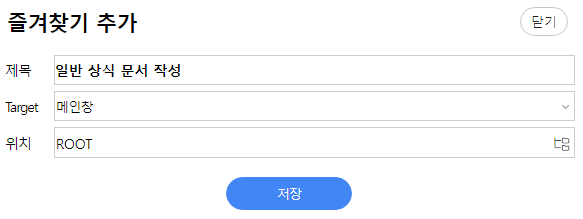 즐겨찾기 추가
닫기
제목 일반 상식 문서 작성
Target 메인창
위치 ROOT
저장